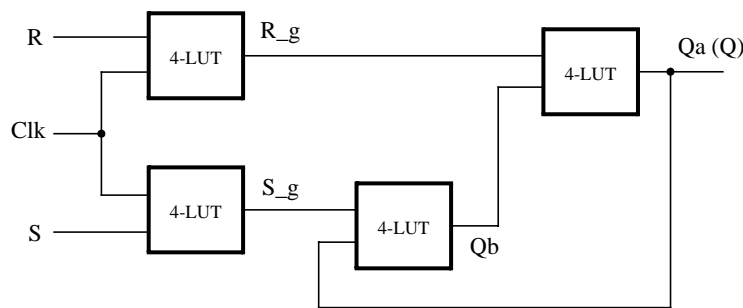 R
4-LUT
R_g
4-LUT
Qa (Q)
Clk
S
4-LUT
S_g
4-LUT
Qb